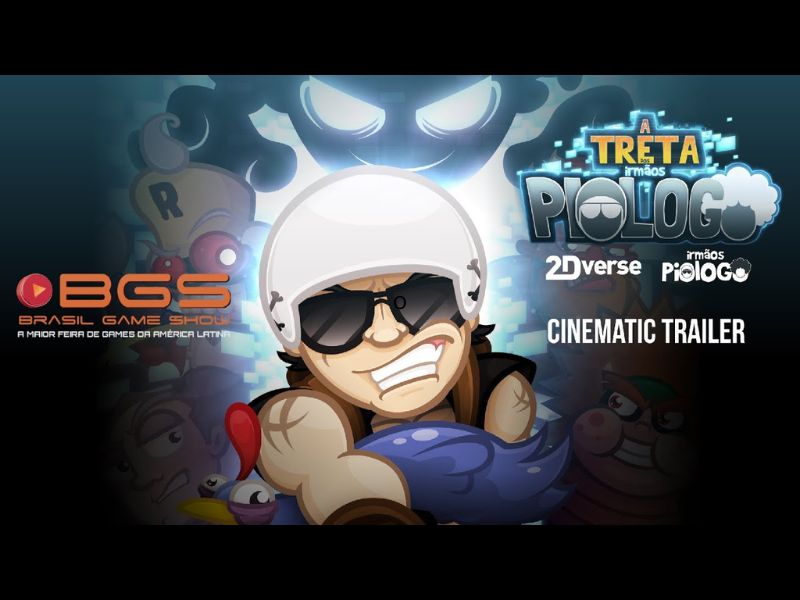 R
A
TRETA
dos
irmãos
PIOLOGO
2Dverse
irmãos
PiOLOGO
BGS
BRASIL GAME SHOW
A MAIOR FEIRA DE GAMES DA AMÉRICA LATINA
CINEMATIC TRAILER